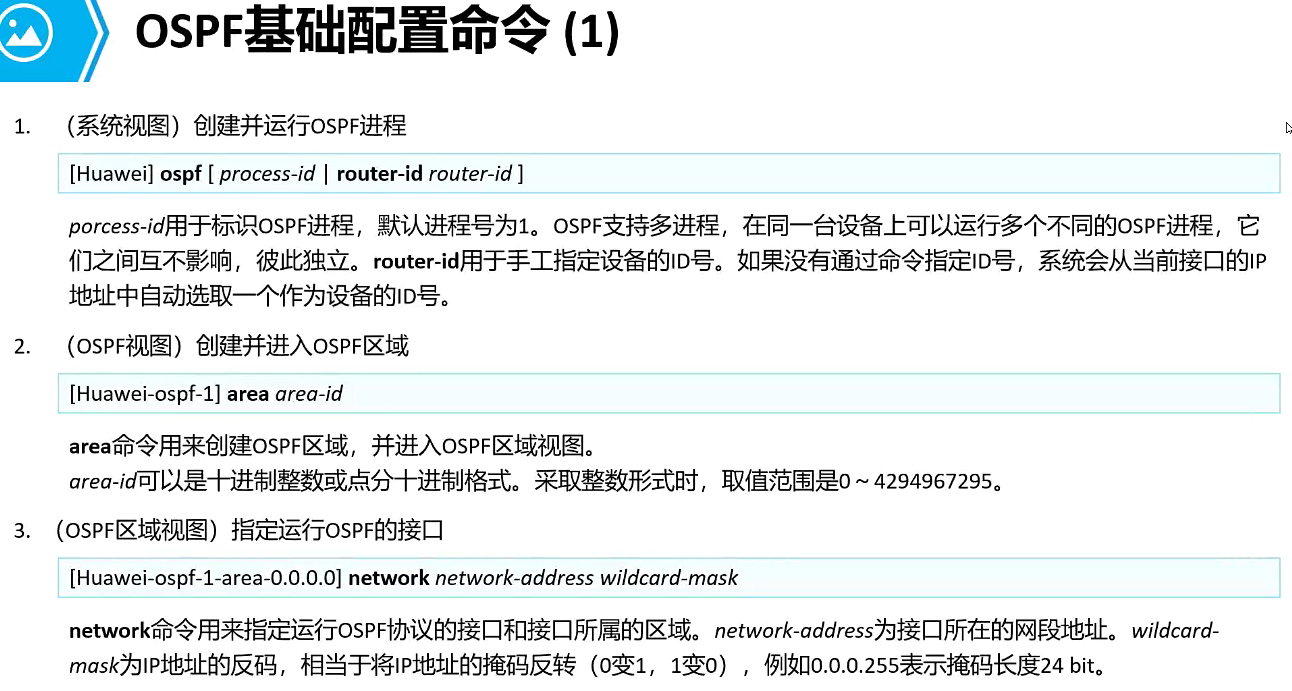 OSPF基础配置命令 (1)
1. （系统视图）创建并运行OSPF进程
[Huawei] ospf [ process-id | router-id router-id ]
porcess-id用于标识OSPF进程，默认进程号为1。OSPF支持多进程，在同一台设备上可以运行多个不同的OSPF进程，它
们之间互不影响，彼此独立。router-id用于手工指定设备的ID号。如果没有通过命令指定ID号，系统会从当前接口的IP
地址中自动选取一个作为设备的ID号。
2. （OSPF视图）创建并进入OSPF区域
[Huawei-ospf-1] area area-id
area命令用来创建OSPF区域，并进入OSPF区域视图。
area-id可以是十进制整数或点分十进制格式。采取整数形式时，取值范围是0～4294967295。
3. （OSPF区域视图）指定运行OSPF的接口
[Huawei-ospf-1-area-0.0.0.0] network network-address wildcard-mask
network命令用来指定运行OSPF协议的接口和接口所属的区域。network-address为接口所在的网段地址。wildcard-
mask为IP地址的反码，相当于将IP地址的掩码反转（0变1，1变0），例如0.0.0.255表示掩码长度24 bit。